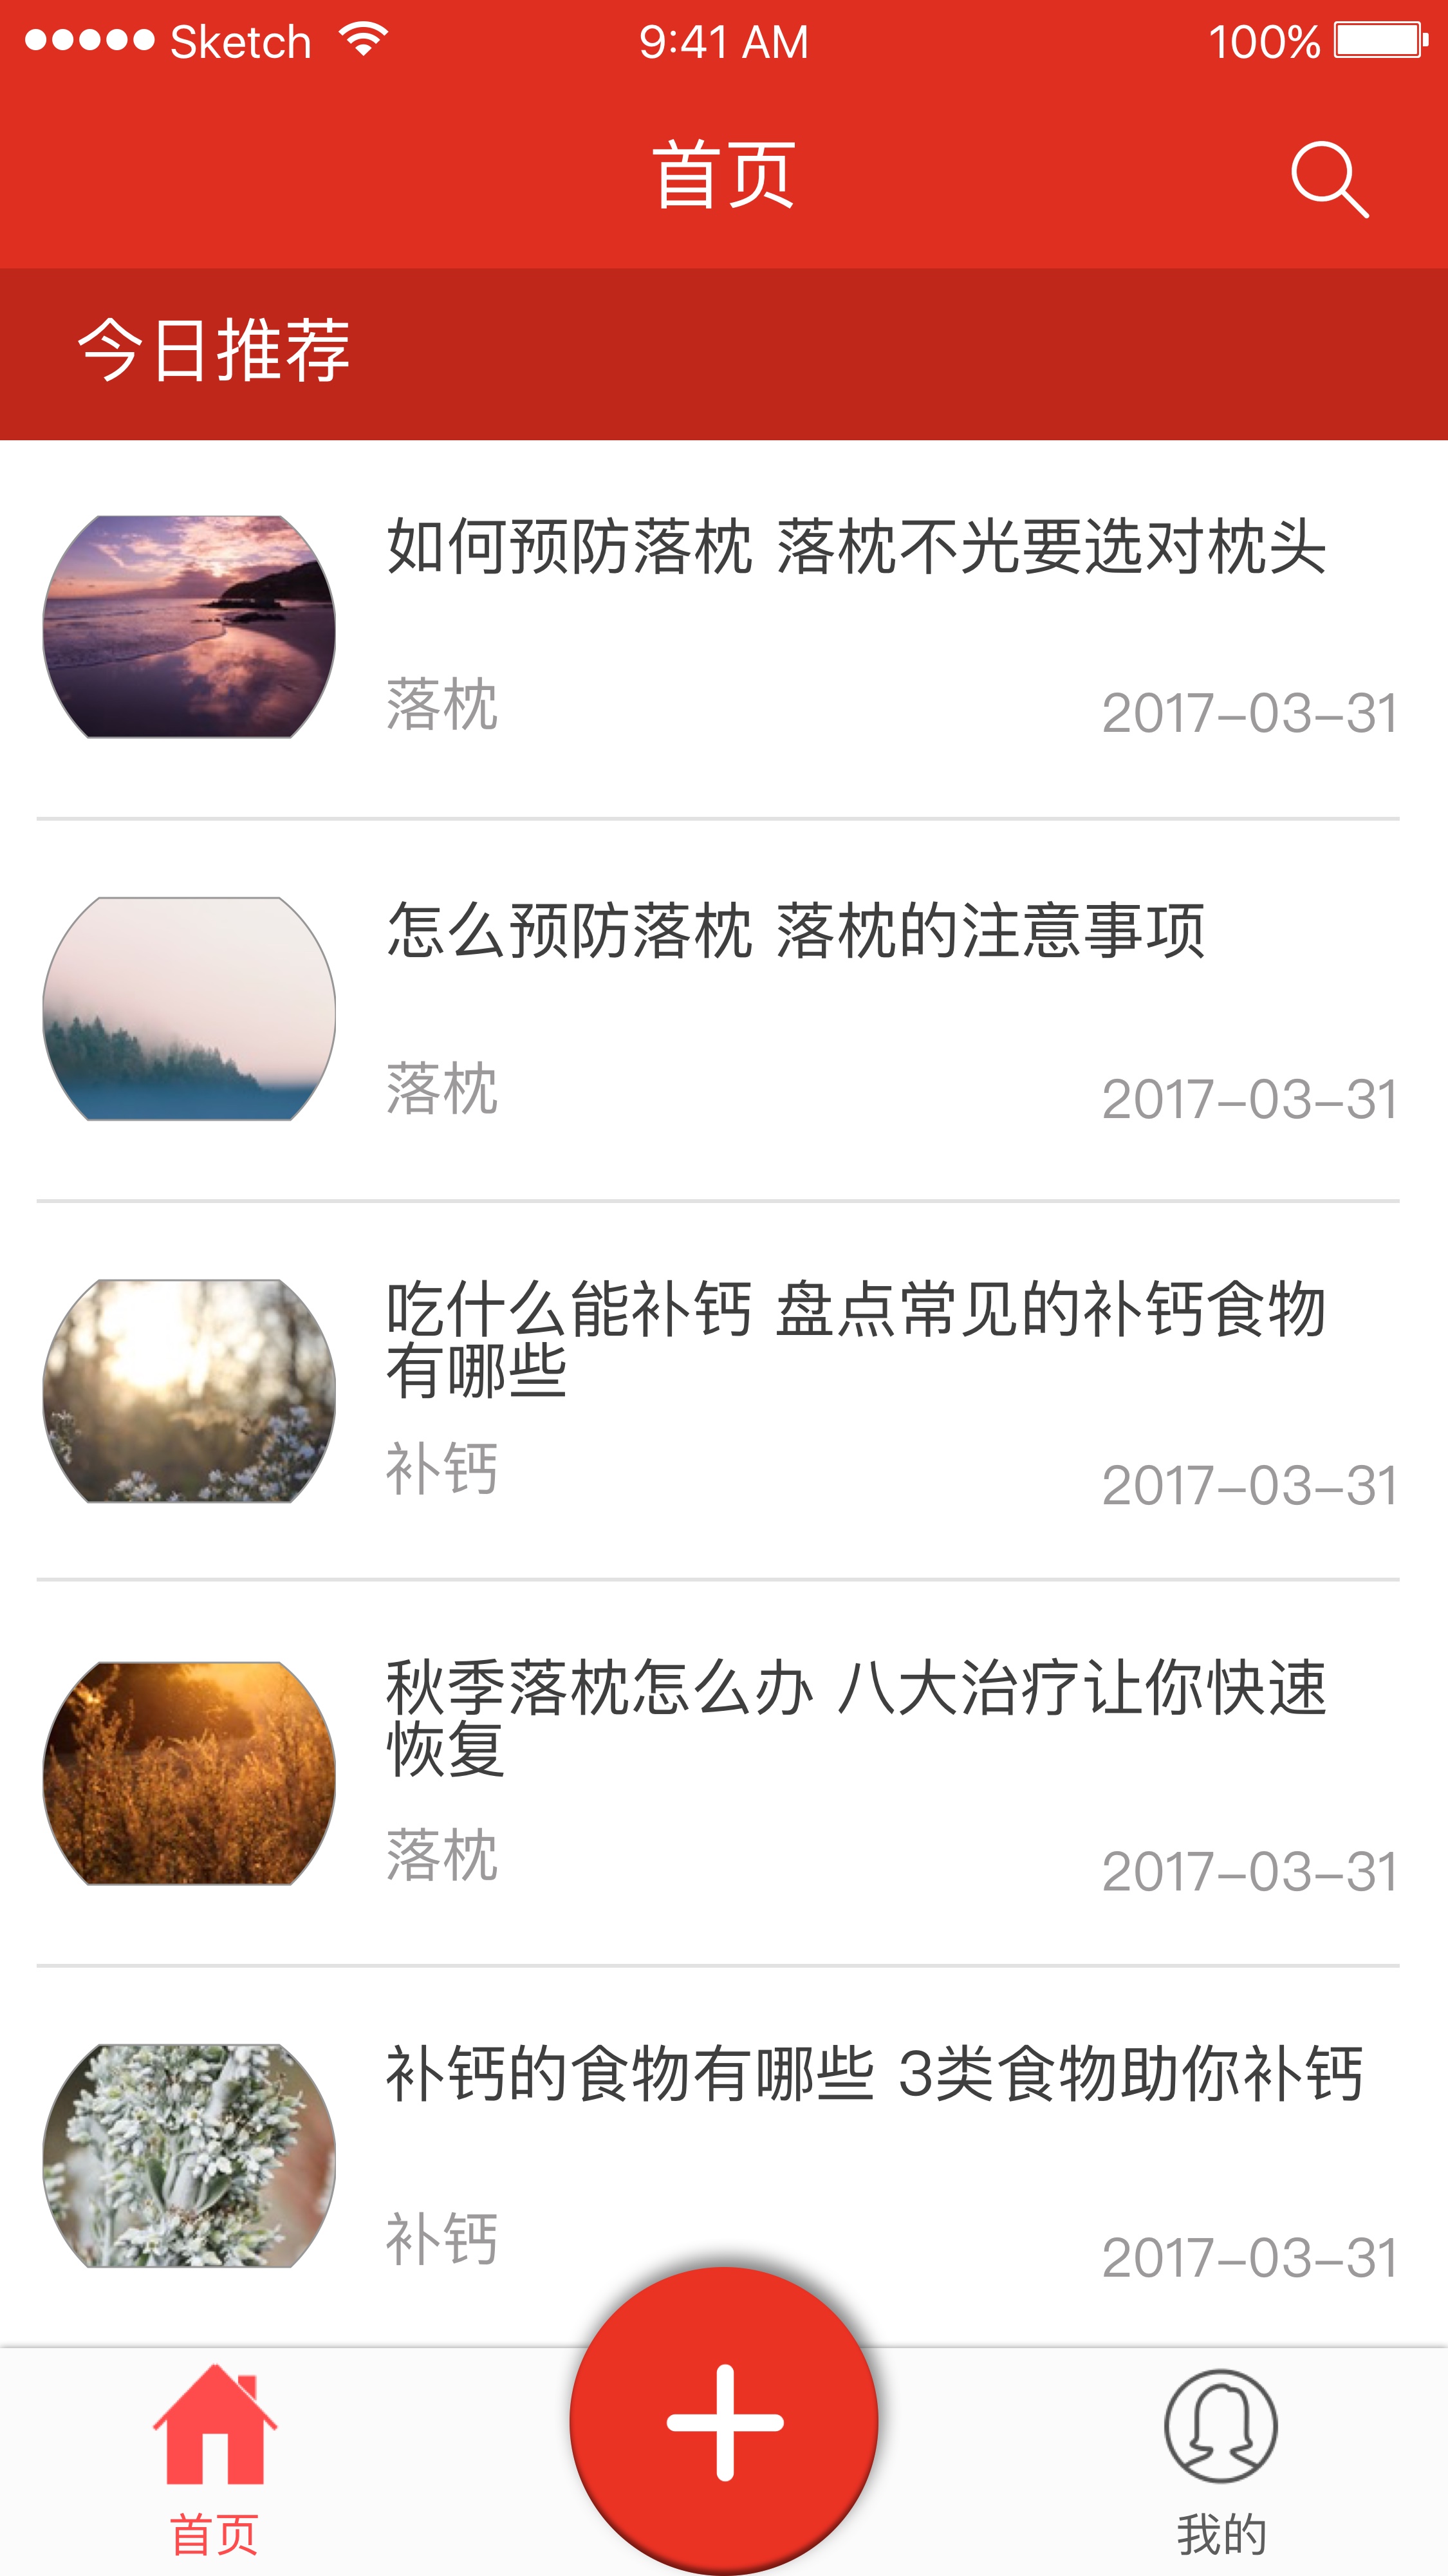 Sketch 9:41 AM 100%
首页
今日推荐
如何预防落枕 落枕不光要选对枕头
落枕 2017-03-31
怎么预防落枕 落枕的注意事项
落枕 2017-03-31
吃什么能补钙 盘点常见的补钙食物
有哪些
补钙 2017-03-31
秋季落枕怎么办 八大治疗让你快速
恢复
落枕 2017-03-31
补钙的食物有哪些 3类食物助你补钙
补钙 2017-03-31
首页 我的